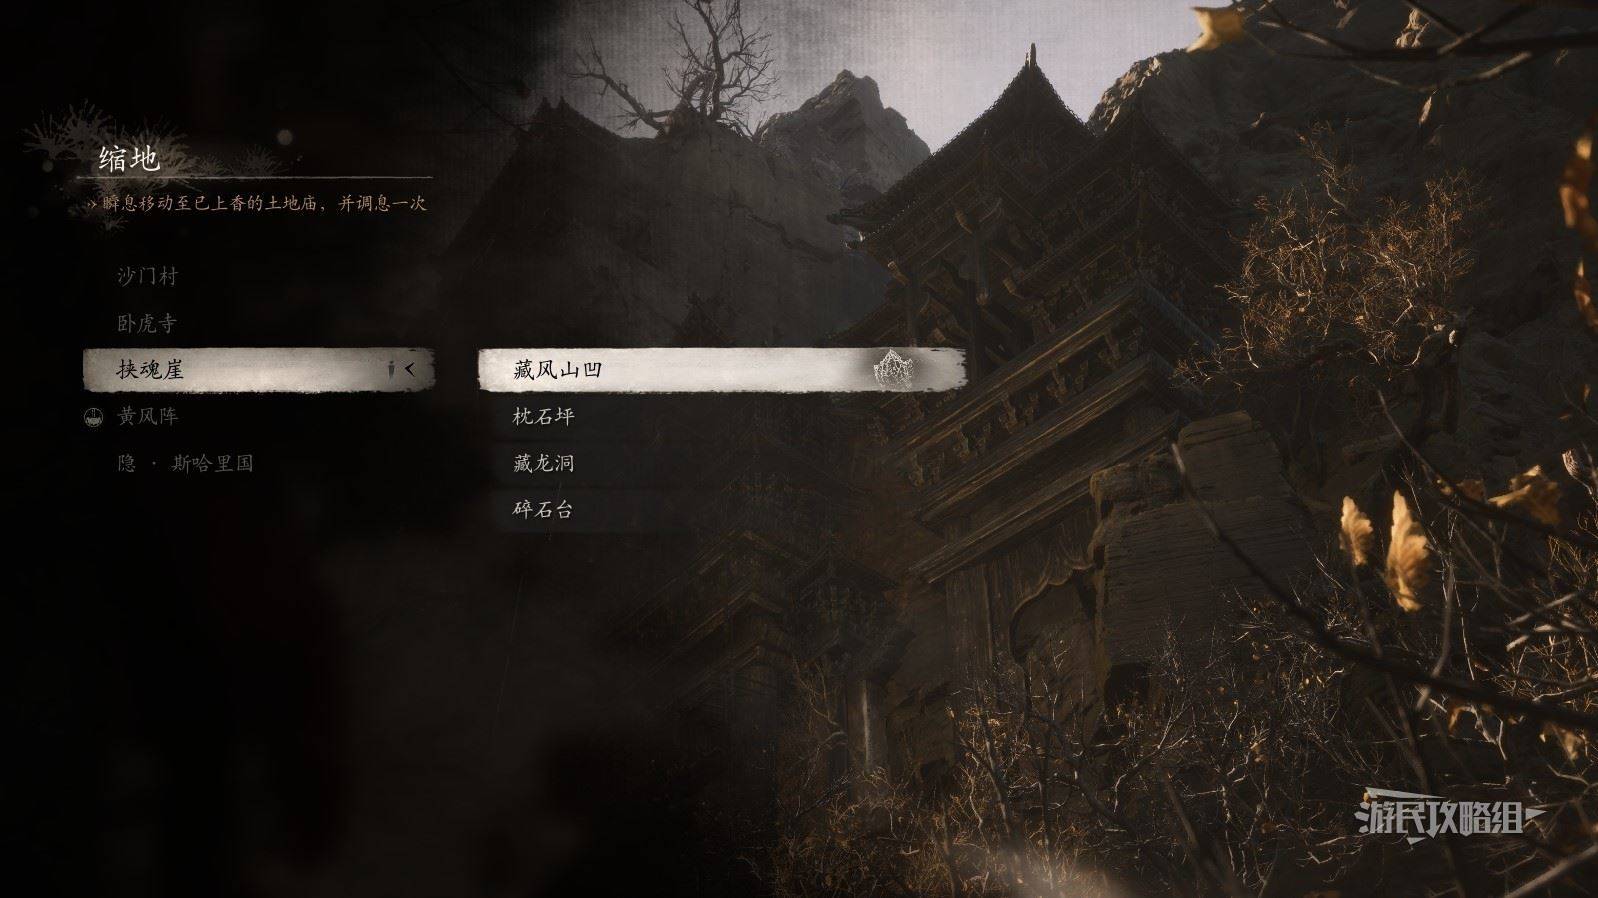 缩地
瞬息移动至已上香的土地庙，并调息一次
沙门村
卧虎寺
挟魂崖
黄风阵
隐 · 斯哈里国
藏风山凹
枕石坪
藏龙洞
碎石台
游民攻略组